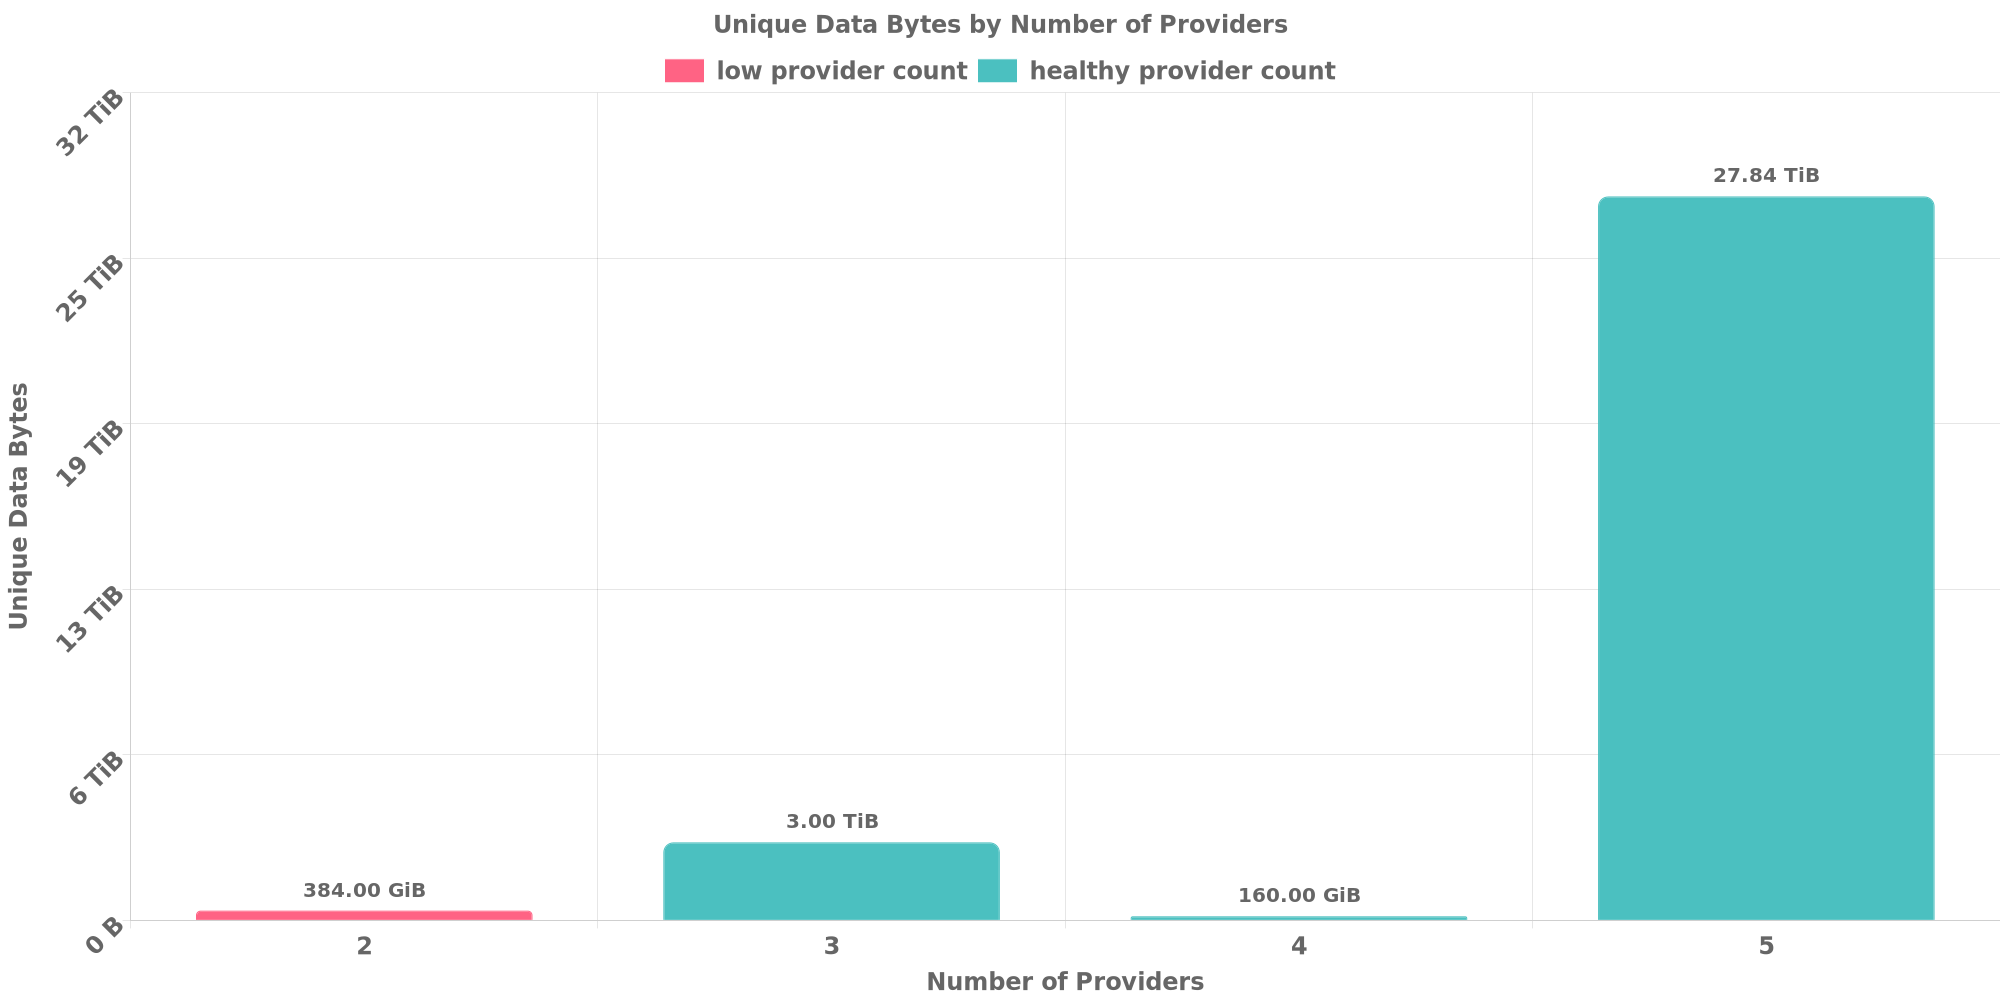 Unique Data Bytes by Number of Providers
low provider count healthy provider count
32 TiB
25 TiB
19 TiB
13 TiB
6 TiB
0 B
Unique Data Bytes
384.00 GiB
3.00 TiB
160.00 GiB
27.84 TiB
2 3 4 5
Number of Providers